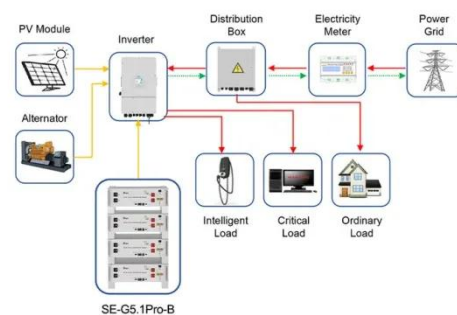 PV Module
Inverter
Distribution
Box
Electricity
Meter
Power
Grid
Alternator
Intelligent
Load
Critical
Load
Ordinary
Load
SE-G5.1Pro-B